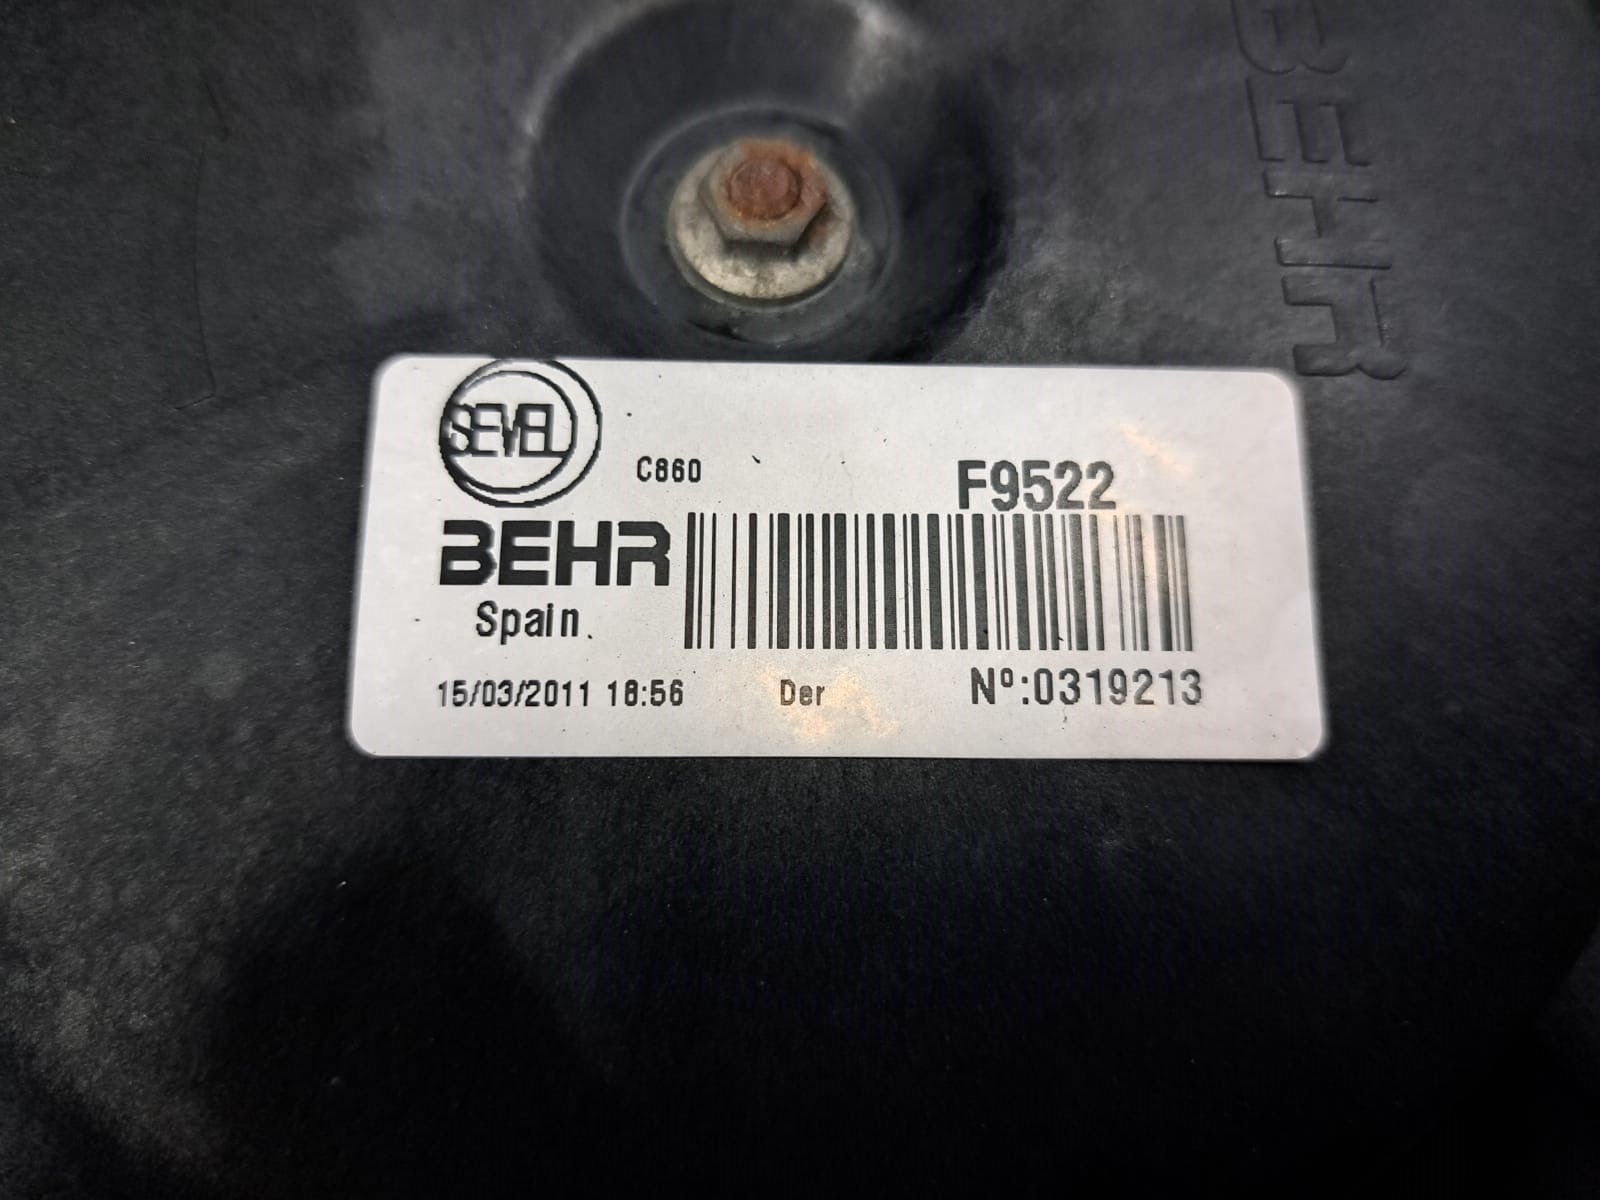 BEHR
SEVEL
C860
F9522
BEHR
Spain
15/03/2011 18:56
Der
Nº:0319213